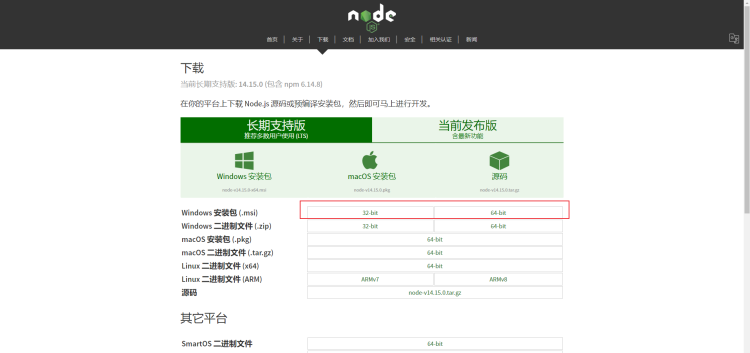 node
JS
首页 | 关于 | 下载 | 文档 | 加入我们 | 安全 | 相关认证 | 新闻
下载
当前长期支持版: 14.15.0 (包含 npm 6.14.8)
在你的平台上下载 Node.js 源码或预编译安装包，然后即可马上进行开发。
长期支持版 当前发布版
推荐多数用户使用 (LTS) 含最新功能
Windows 安装包 macOS 安装包 源码
node-v14.15.0-x64.msi node-v14.15.0.pkg node-v14.15.0.tar.gz
Windows 安装包 (.msi) 32-bit 64-bit
Windows 二进制文件 (.zip) 32-bit 64-bit
macOS 安装包 (.pkg) 64-bit
macOS 二进制文件 (.tar.gz) 64-bit
Linux 二进制文件 (x64) 64-bit
Linux 二进制文件 (ARM) ARMv7 ARMv8
源码 node-v14.15.0.tar.gz
其它平台
SmartOS 二进制文件 64-bit